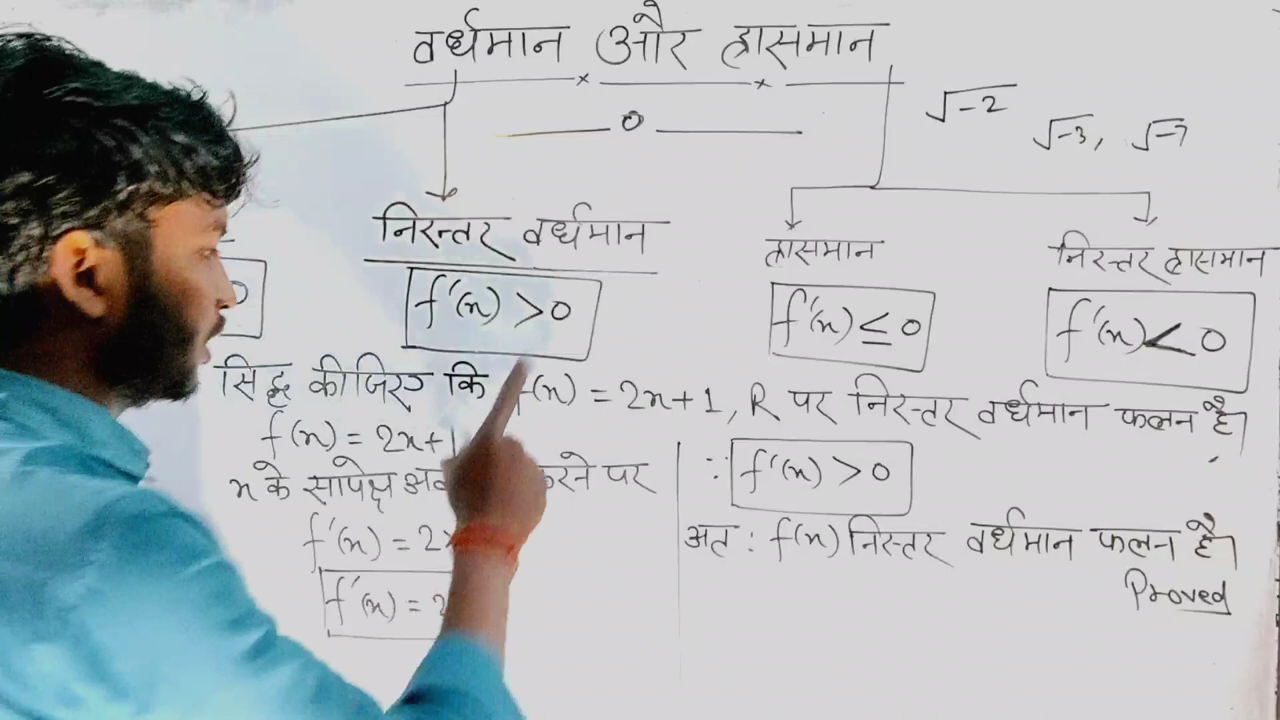 वर्धमान और ह्रासमान
0
√-2
√-3, √-7
निरन्तर वर्धमान
ह्रासमान
निरन्तर ह्रासमान
0
f'(x) >0
f'(x) ≤ 0
f'(x) < 0
सिद्ध कीजिए कि f(x) = 2x+1, R पर निरन्तर वर्धमान फलन है।
f(x) = 2x+1
x के सापेक्ष करने पर
f'(x) = 2×
f'(x) = 2
∵ f'(x) > 0
अत: f(x) निरन्तर वर्धमान फलन है।
Proved